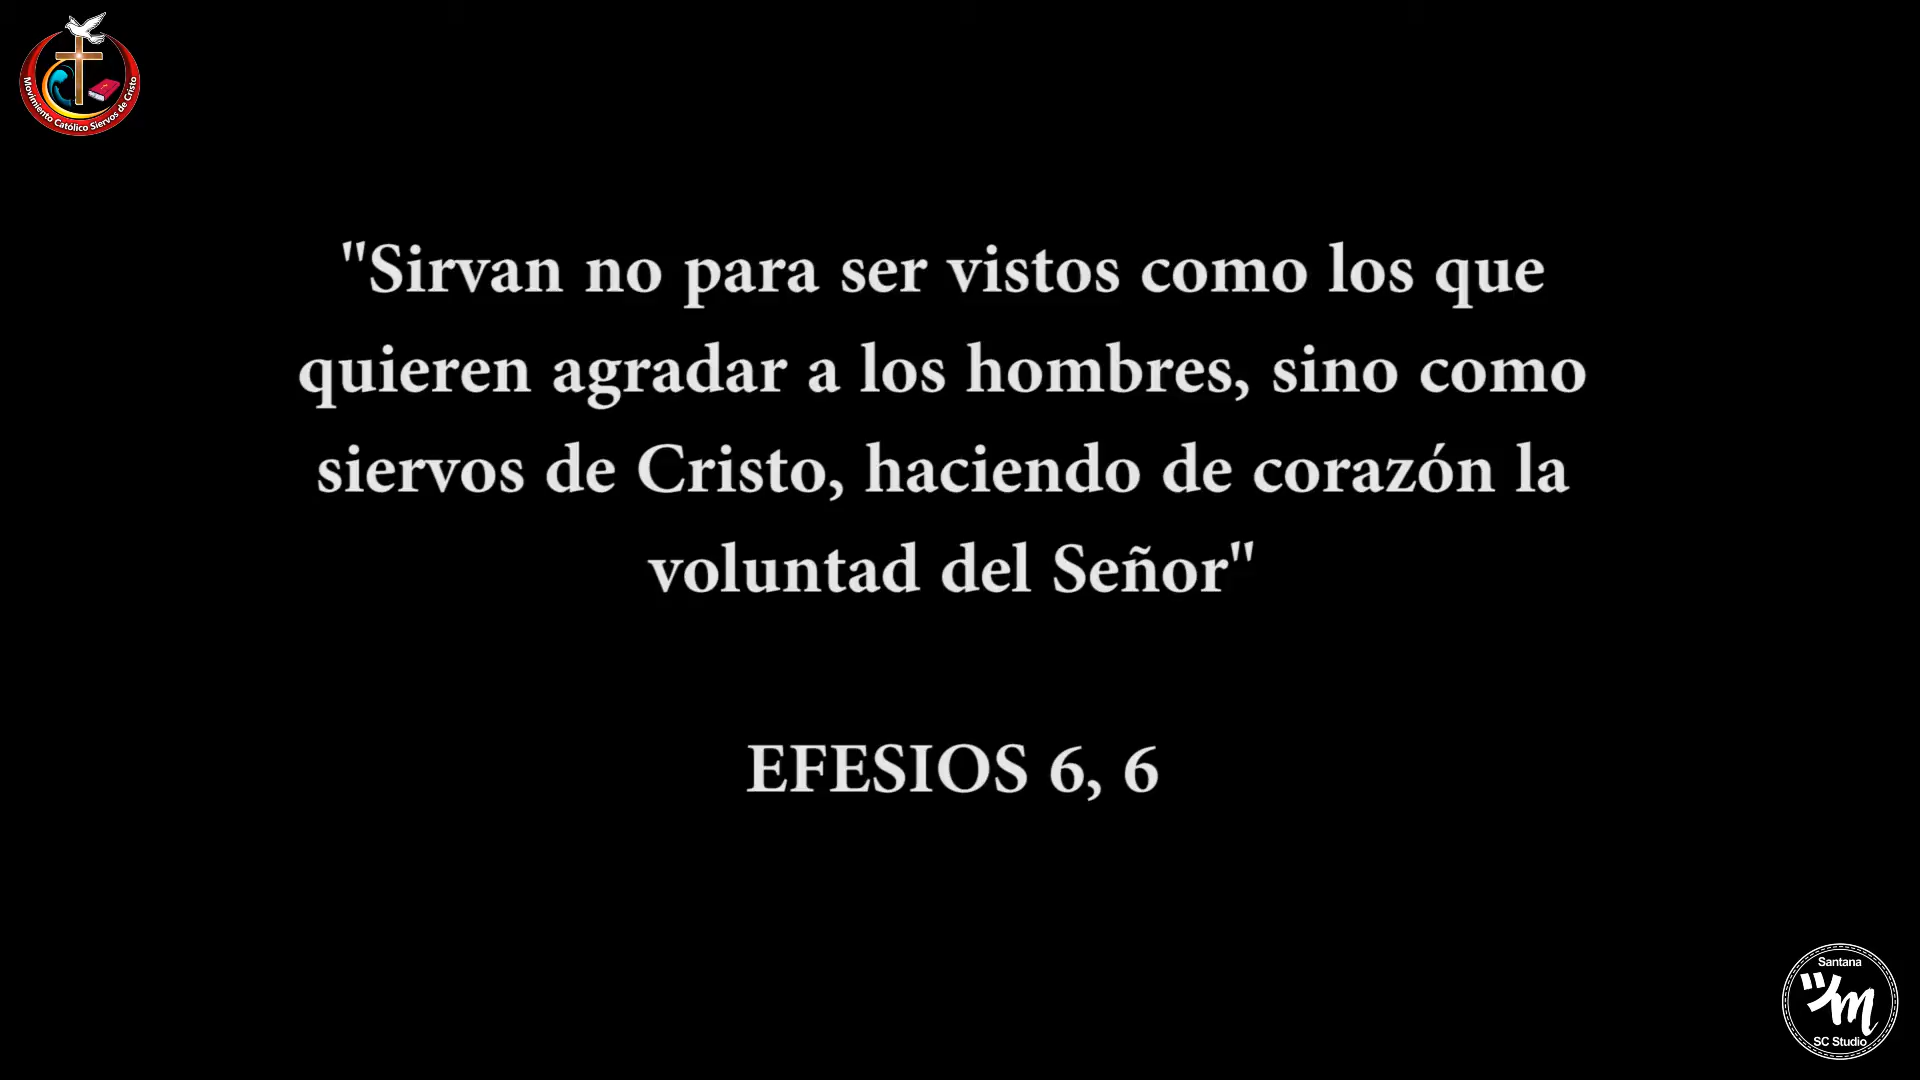 Movimiento Católico Siervos de Cristo
"Sirvan no para ser vistos como los que
quieren agradar a los hombres, sino como
siervos de Cristo, haciendo de corazón la
voluntad del Señor"
EFESIOS 6, 6
Santana
"M
SC Studio